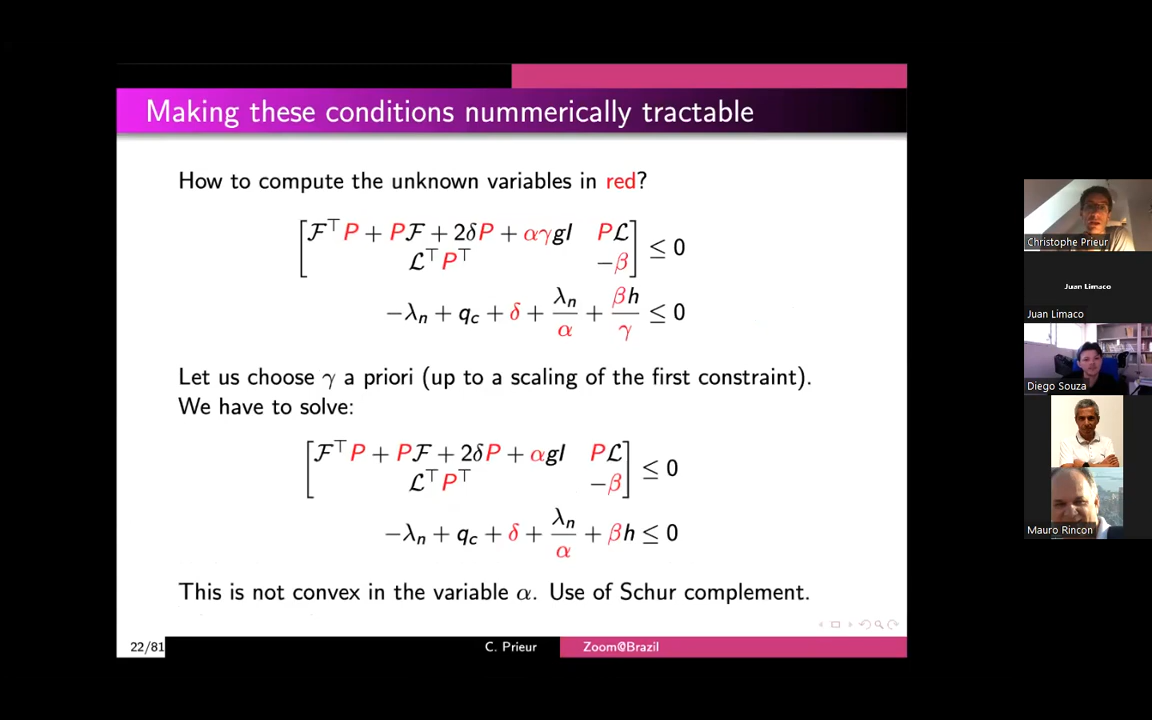 Making these conditions nummerically tractable
How to compute the unknown variables in red?
[ℱ⊤P + Pℱ + 2δP + αγgI Pℒ
ℒ⊤P⊤ −β] ≤ 0
−λn + qc + δ + λn/α + βh/γ ≤ 0
Let us choose γ a priori (up to a scaling of the first constraint).
We have to solve:
[ℱ⊤P + Pℱ + 2δP + αgI Pℒ
ℒ⊤P⊤ −β] ≤ 0
−λn + qc + δ + λn/α + βh ≤ 0
This is not convex in the variable α. Use of Schur complement.
22/81
C. Prieur
Zoom@Brazil
Christophe Prieur
Juan Limaco
Juan Limaco
Diego Souza
Mauro Rincon